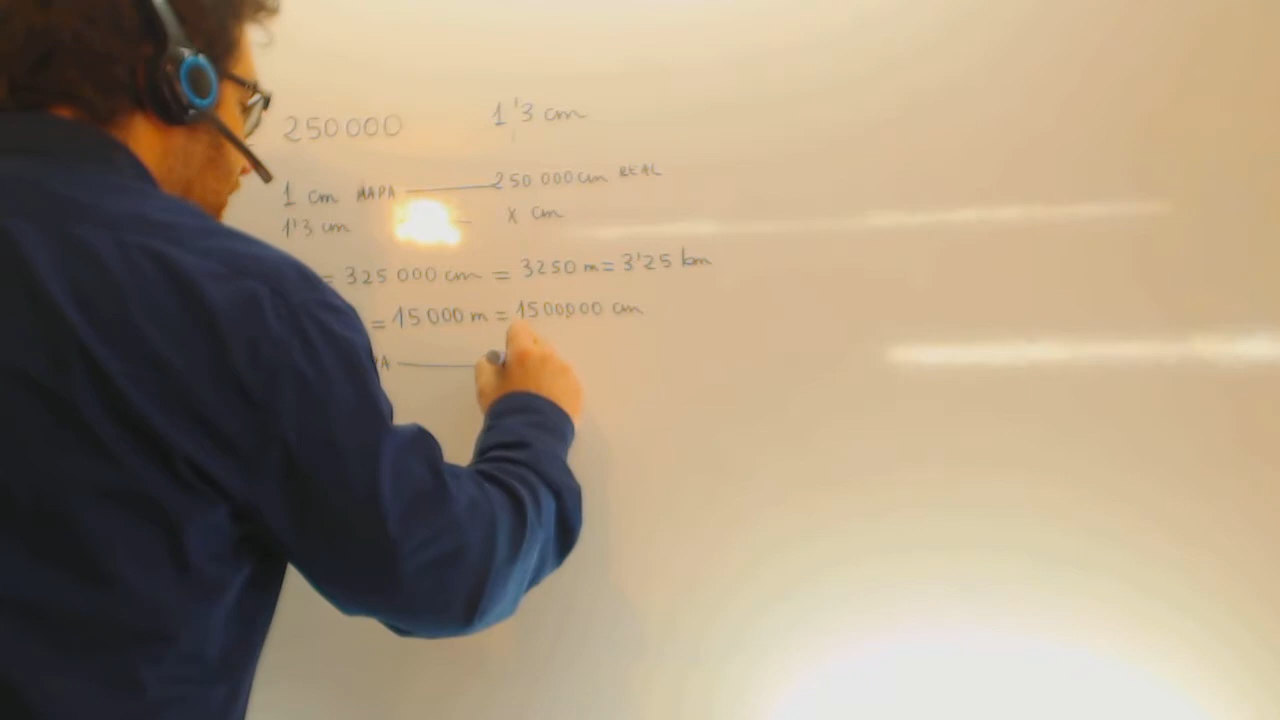 250000 1'3 cm
1 cm MAPA 250 000 cm REAL
1'3 cm x cm
= 325 000 cm = 3250 m = 3'25 km
= 15 000 m = 1500000 cm
PA